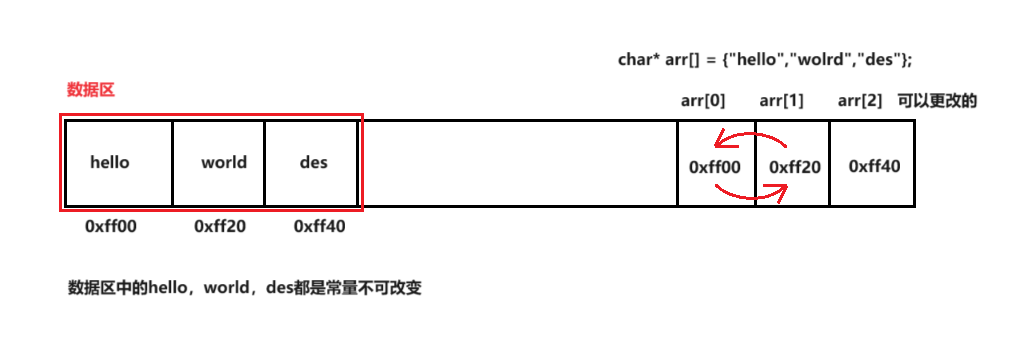 char* arr[] = {"hello","wolrd","des"};
数据区
arr[0] arr[1] arr[2] 可以更改的
hello world des 0xff00 0xff20 0xff40
0xff00 0xff20 0xff40
数据区中的hello，world，des都是常量不可改变